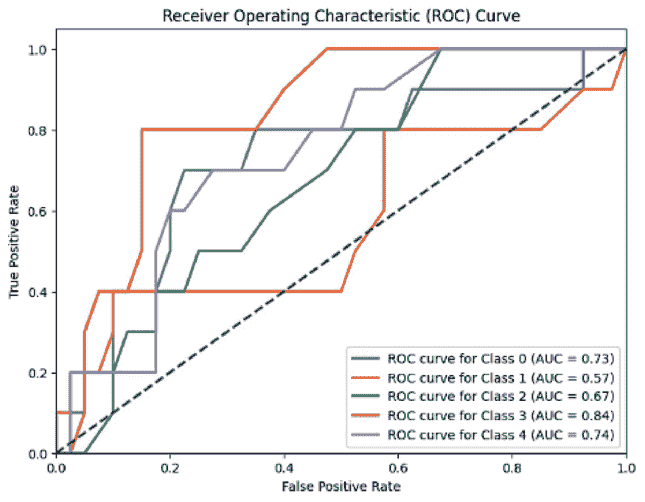 Receiver Operating Characteristic (ROC) Curve
True Positive Rate
1.0
0.8
0.6
0.4
0.2
0.0
ROC curve for Class 0 (AUC = 0.73)
ROC curve for Class 1 (AUC = 0.57)
ROC curve for Class 2 (AUC = 0.67)
ROC curve for Class 3 (AUC = 0.84)
ROC curve for Class 4 (AUC = 0.74)
0.0 0.2 0.4 0.6 0.8 1.0
False Positive Rate